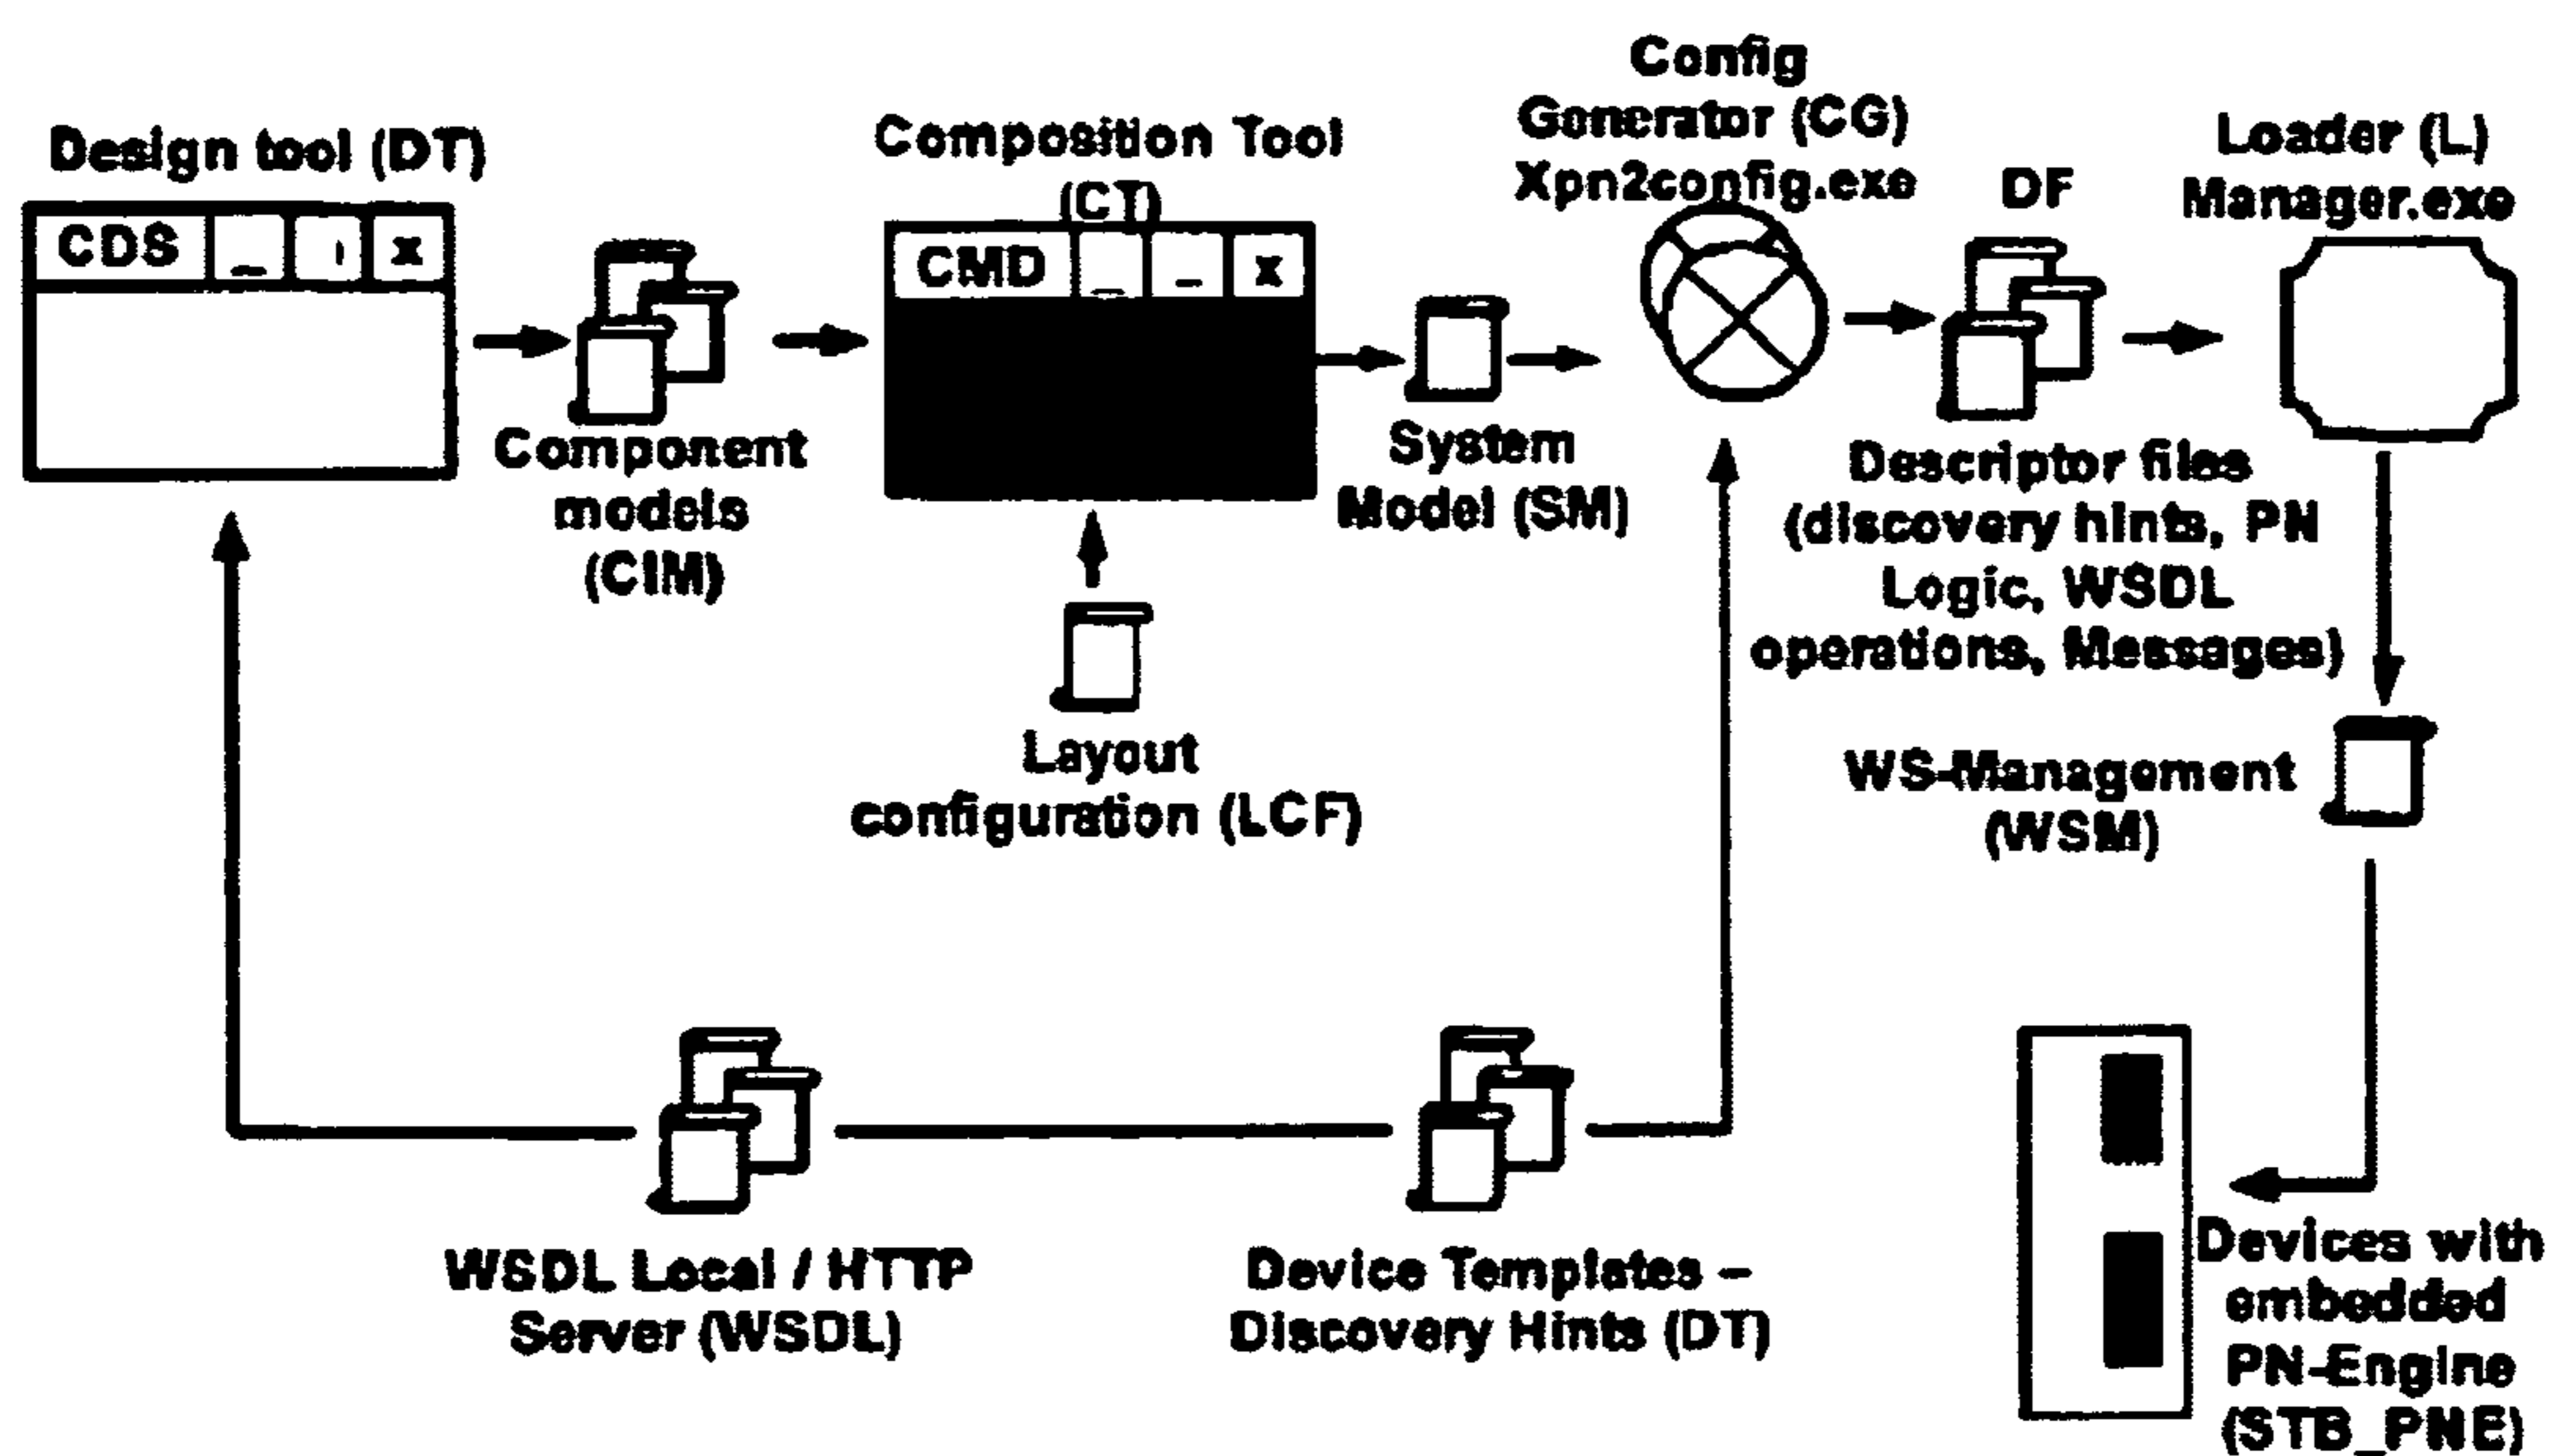 Design tool (DT)
CDS _ x
Component
models
(CIM)
Composition Tool
(CT)
CMD _ _ x
Layout
configuration (LCF)
System
Model (SM)
Config
Generator (CG)
Xpn2config.exe
DF
Descriptor files
(discovery hints, PN
Logic, WSDL
operations, Messages)
Loader (L)
Manager.exe
WS-Management
(WSM)
WSDL Local / HTTP
Server (WSDL)
Device Templates –
Discovery Hints (DT)
Devices with
embedded
PN-Engine
(STB_PNE)